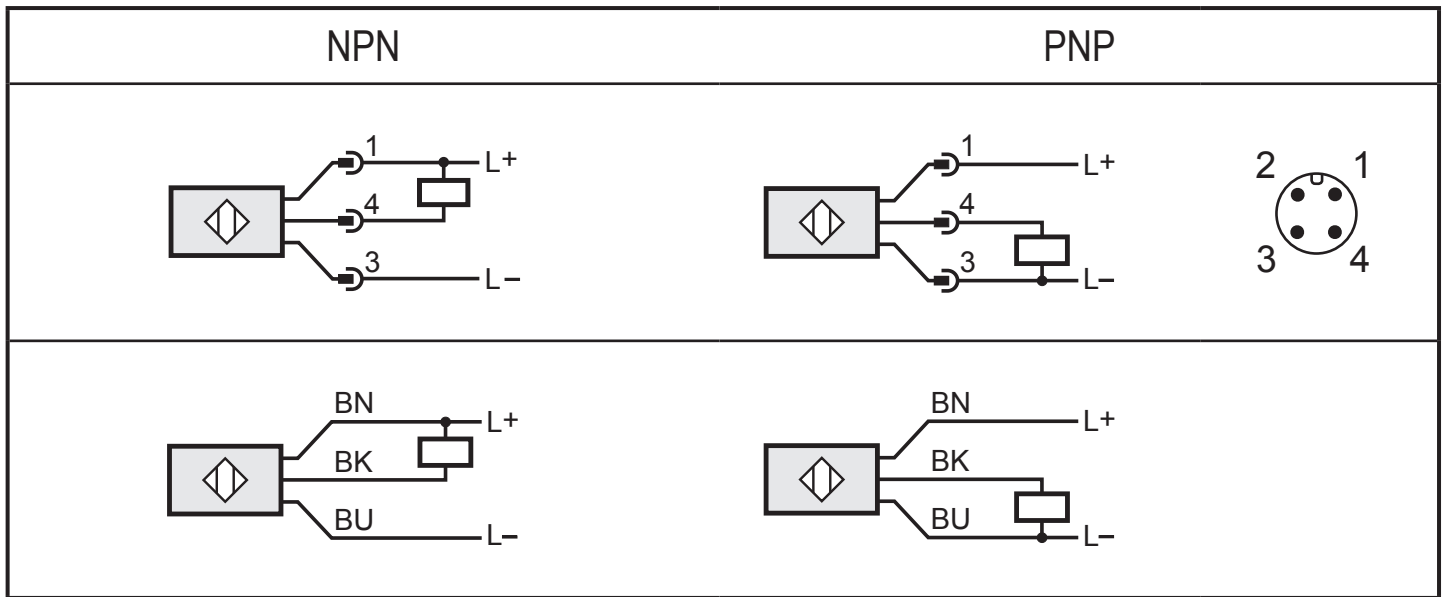 NPN PNP
1 L+ 1 L+ 2 1
4 4
3 L− 3 L− 3 4
BN L+ BN L+
BK BK
BU L− BU L−